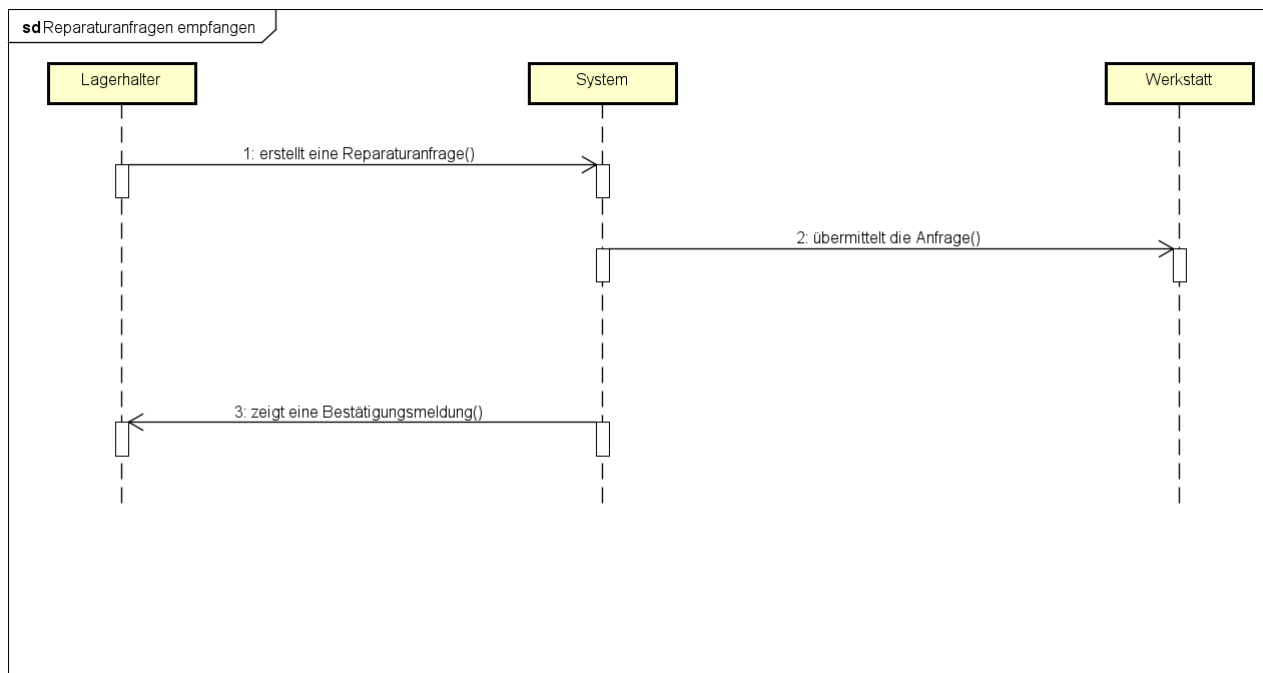 sd Reparaturanfragen empfangen
Lagerhalter
System
Werkstatt
1: erstellt eine Reparaturanfrage()
2: übermittelt die Anfrage()
3: zeigt eine Bestätigungsmeldung()